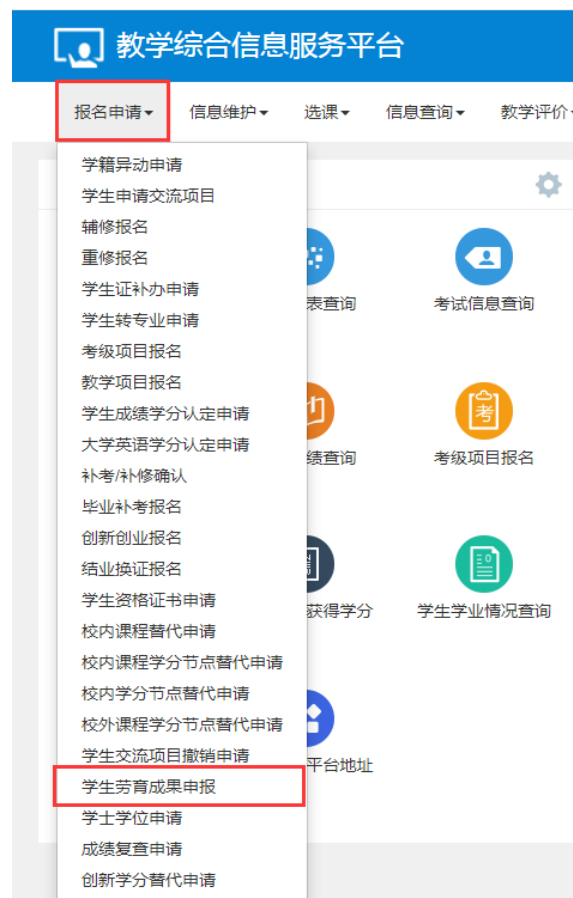 教学综合信息服务平台
报名申请 信息维护 选课 信息查询 教学评价
学籍异动申请
学生申请交流项目
辅修报名
重修报名
学生证补办申请
学生转专业申请
考级项目报名
教学项目报名
学生成绩学分认定申请
大学英语学分认定申请
补考/补修确认
毕业补考报名
创新创业报名
结业换证报名
学生资格证书申请
校内课程替代申请
校内课程学分节点替代申请
校内学分节点替代申请
校外课程学分节点替代申请
学生交流项目撤销申请
学生劳育成果申报
学士学位申请
成绩复查申请
创新学分替代申请
表查询
考试信息查询
绩查询
考
考级项目报名
获得学分
学生学业情况查询
平台地址